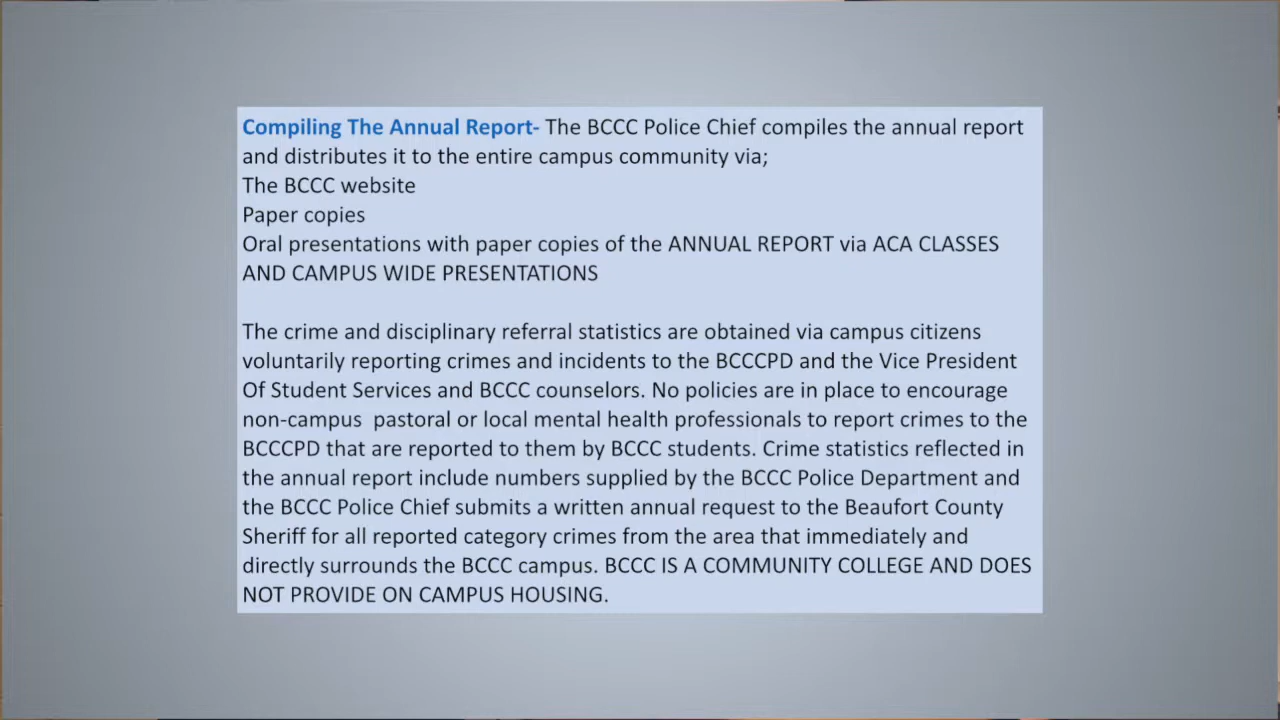 Compiling The Annual Report- The BCCC Police Chief compiles the annual report
and distributes it to the entire campus community via;
The BCCC website
Paper copies
Oral presentations with paper copies of the ANNUAL REPORT via ACA CLASSES
AND CAMPUS WIDE PRESENTATIONS
The crime and disciplinary referral statistics are obtained via campus citizens
voluntarily reporting crimes and incidents to the BCCCPD and the Vice President
Of Student Services and BCCC counselors. No policies are in place to encourage
non-campus  pastoral or local mental health professionals to report crimes to the
BCCCPD that are reported to them by BCCC students. Crime statistics reflected in
the annual report include numbers supplied by the BCCC Police Department and
the BCCC Police Chief submits a written annual request to the Beaufort County
Sheriff for all reported category crimes from the area that immediately and
directly surrounds the BCCC campus. BCCC IS A COMMUNITY COLLEGE AND DOES
NOT PROVIDE ON CAMPUS HOUSING.